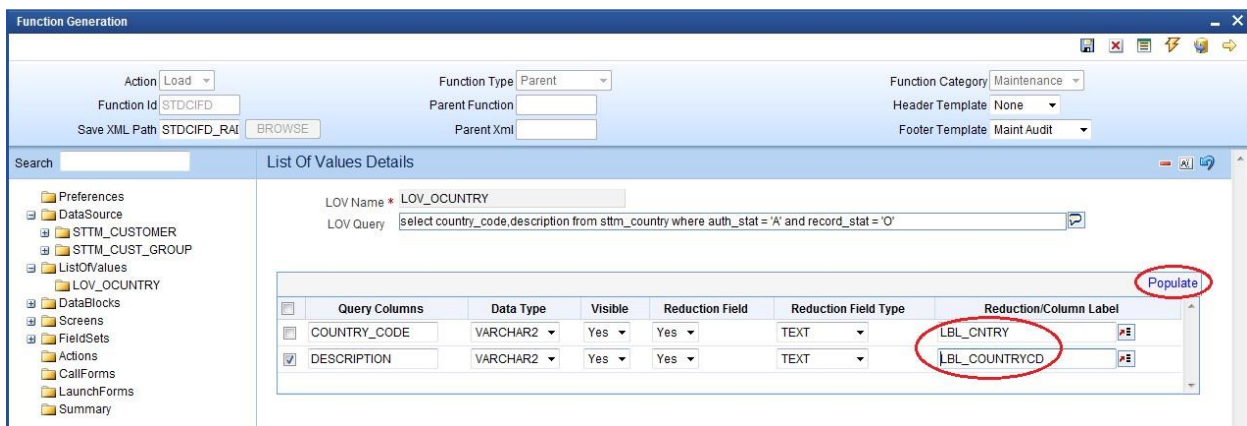 Function Generation
Action Load Function Type Parent Function Category Maintenance
Function Id STDCIFD Parent Function Header Template None
Save XML Path STDCIFD_RAD BROWSE Parent Xml Footer Template Maint Audit
Search List Of Values Details
Preferences
DataSource
STTM_CUSTOMER
STTM_CUST_GROUP
ListOfValues
LOV_OCUNTRY
DataBlocks
Screens
FieldSets
Actions
CallForms
LaunchForms
Summary
LOV Name * LOV_OCUNTRY
LOV Query select country_code,description from sttm_country where auth_stat = 'A' and record_stat = 'O'
Populate
Query Columns Data Type Visible Reduction Field Reduction Field Type Reduction/Column Label
COUNTRY_CODE VARCHAR2 Yes Yes TEXT LBL_CNTRY
DESCRIPTION VARCHAR2 Yes Yes TEXT LBL_COUNTRYCD